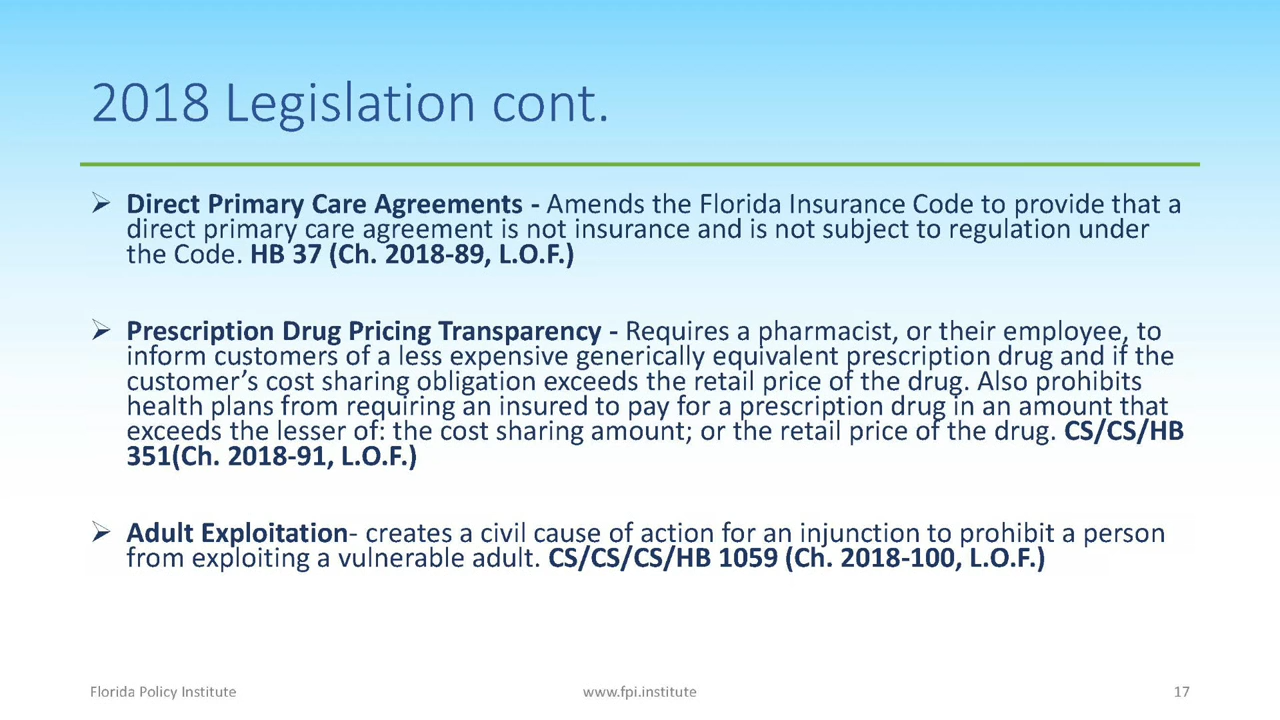 2018 Legislation cont.
➢ Direct Primary Care Agreements - Amends the Florida Insurance Code to provide that a
direct primary care agreement is not insurance and is not subject to regulation under
the Code. HB 37 (Ch. 2018-89, L.O.F.)
➢ Prescription Drug Pricing Transparency - Requires a pharmacist, or their employee, to
inform customers of a less expensive generically equivalent prescription drug and if the
customer’s cost sharing obligation exceeds the retail price of the drug. Also prohibits
health plans from requiring an insured to pay for a prescription drug in an amount that
exceeds the lesser of: the cost sharing amount; or the retail price of the drug. CS/CS/HB
351(Ch. 2018-91, L.O.F.)
➢ Adult Exploitation- creates a civil cause of action for an injunction to prohibit a person
from exploiting a vulnerable adult. CS/CS/CS/HB 1059 (Ch. 2018-100, L.O.F.)
Florida Policy Institute www.fpi.institute 17